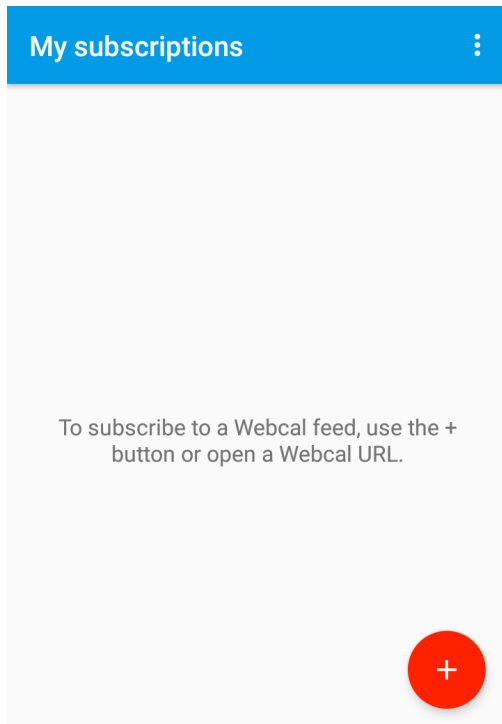 My subscriptions
To subscribe to a Webcal feed, use the +
button or open a Webcal URL.
+